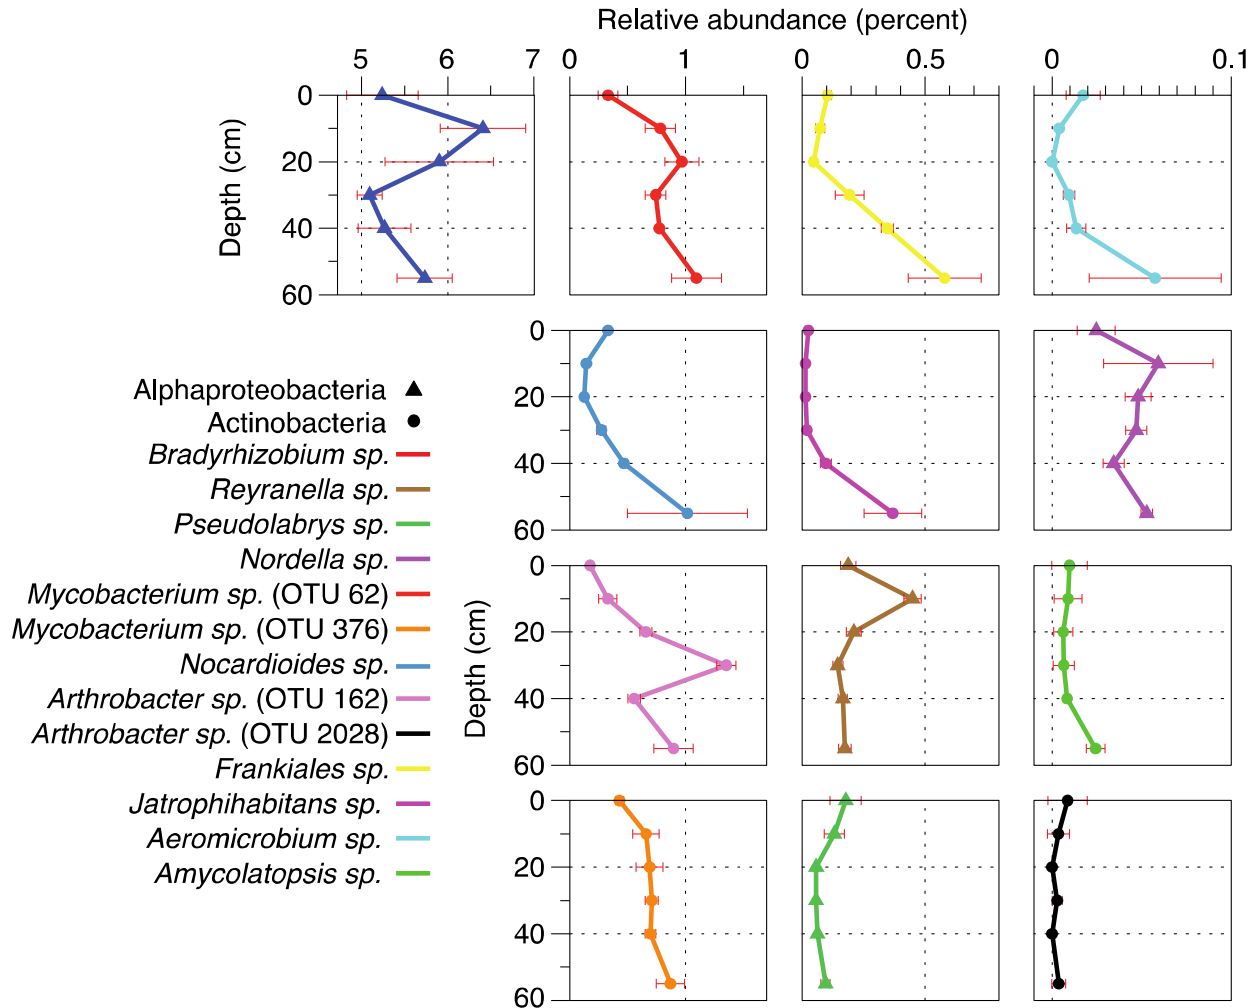 Relative abundance (percent)
5 6 7 0 1 0 0.5 0 0.1
0
20
40
60
Depth (cm)
0
20
40
60
Alphaproteobacteria
Actinobacteria
Bradyrhizobium sp.
Reyranella sp.
Pseudolabrys sp.
Nordella sp.
Mycobacterium sp. (OTU 62)
Mycobacterium sp. (OTU 376)
Nocardioides sp.
Arthrobacter sp. (OTU 162)
Arthrobacter sp. (OTU 2028)
Frankiales sp.
Jatrophihabitans sp.
Aeromicrobium sp.
Amycolatopsis sp.
0
20
40
60
Depth (cm)
0
20
40
60